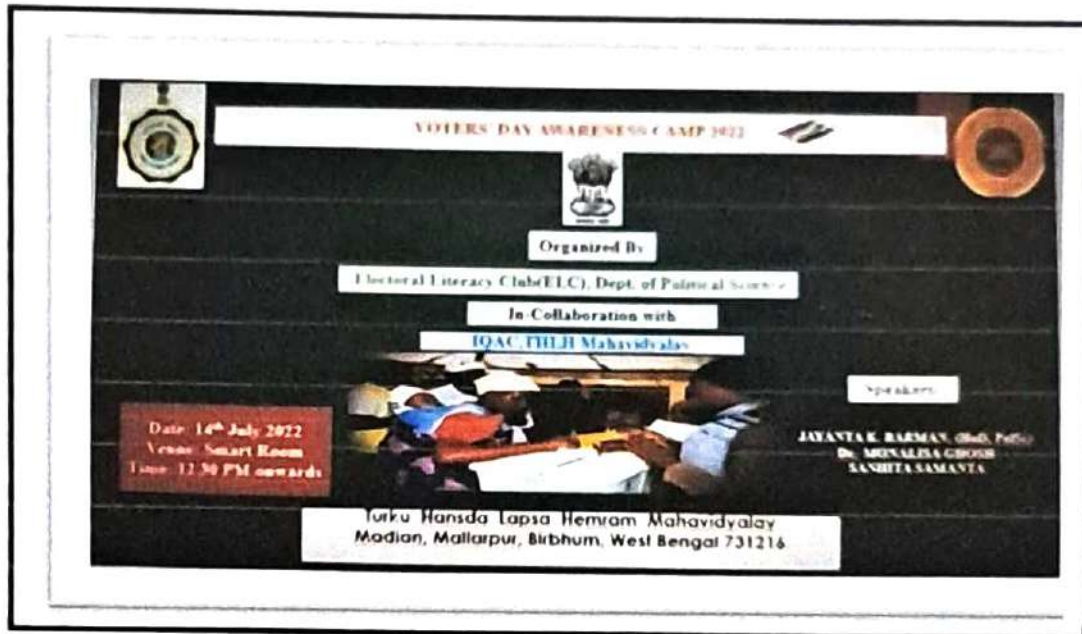 VOTERS' DAY AWARENESS CAMP 2022
Organized By
Electoral Literacy Club(ELC), Dept. of Political Science
In-Collaboration with
IQAC,THLH Mahavidyalay
Speakers:
Date: 14th July 2022
Venue: Smart Room
Time: 12.30 PM onwards
JAYANTA K. BARMAN, (HoD, PolSc)
Dr. MONALISA GHOSH
SANHITA SAMANTA
Turku Hansda Lapsa Hemram Mahavidyalay
Madian, Mallarpur, Birbhum, West Bengal 731216